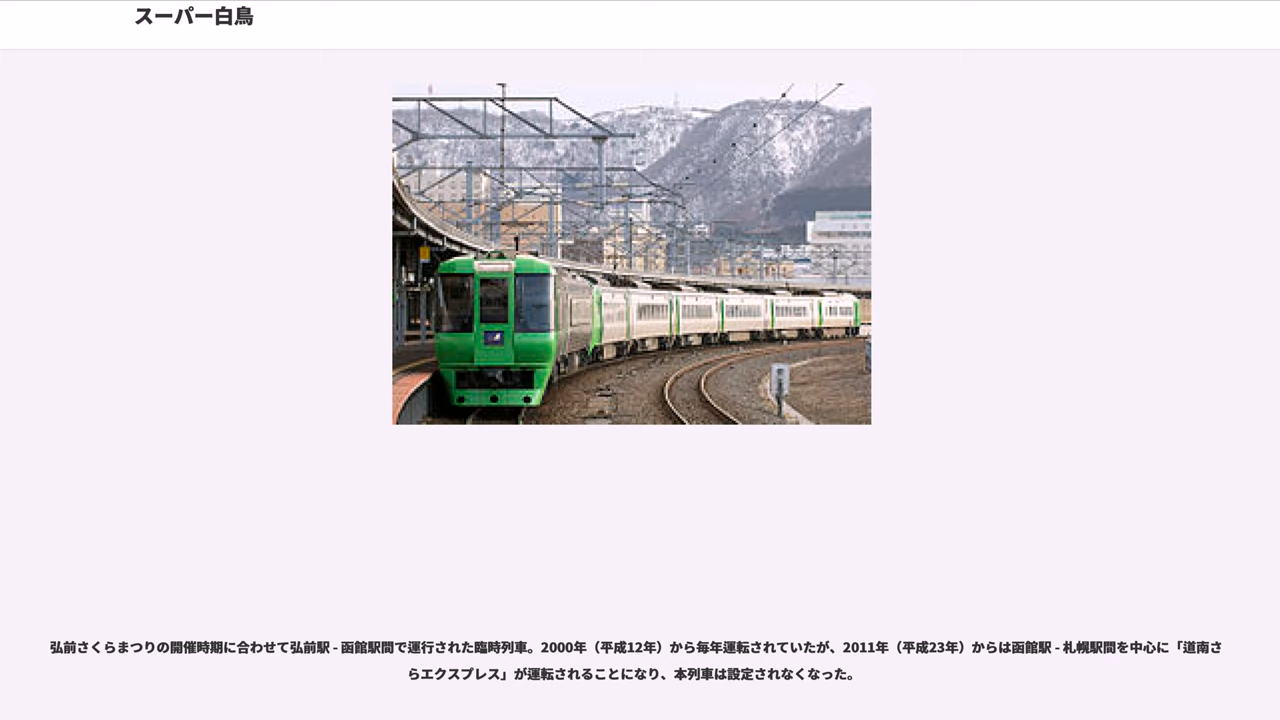 スーパー白鳥
弘前さくらまつりの開催時期に合わせて弘前駅 - 函館駅間で運行された臨時列車。2000年（平成12年）から毎年運転されていたが、2011年（平成23年）からは函館駅 - 札幌駅間を中心に「道南さ
らエクスプレス」が運転されることになり、本列車は設定されなくなった。